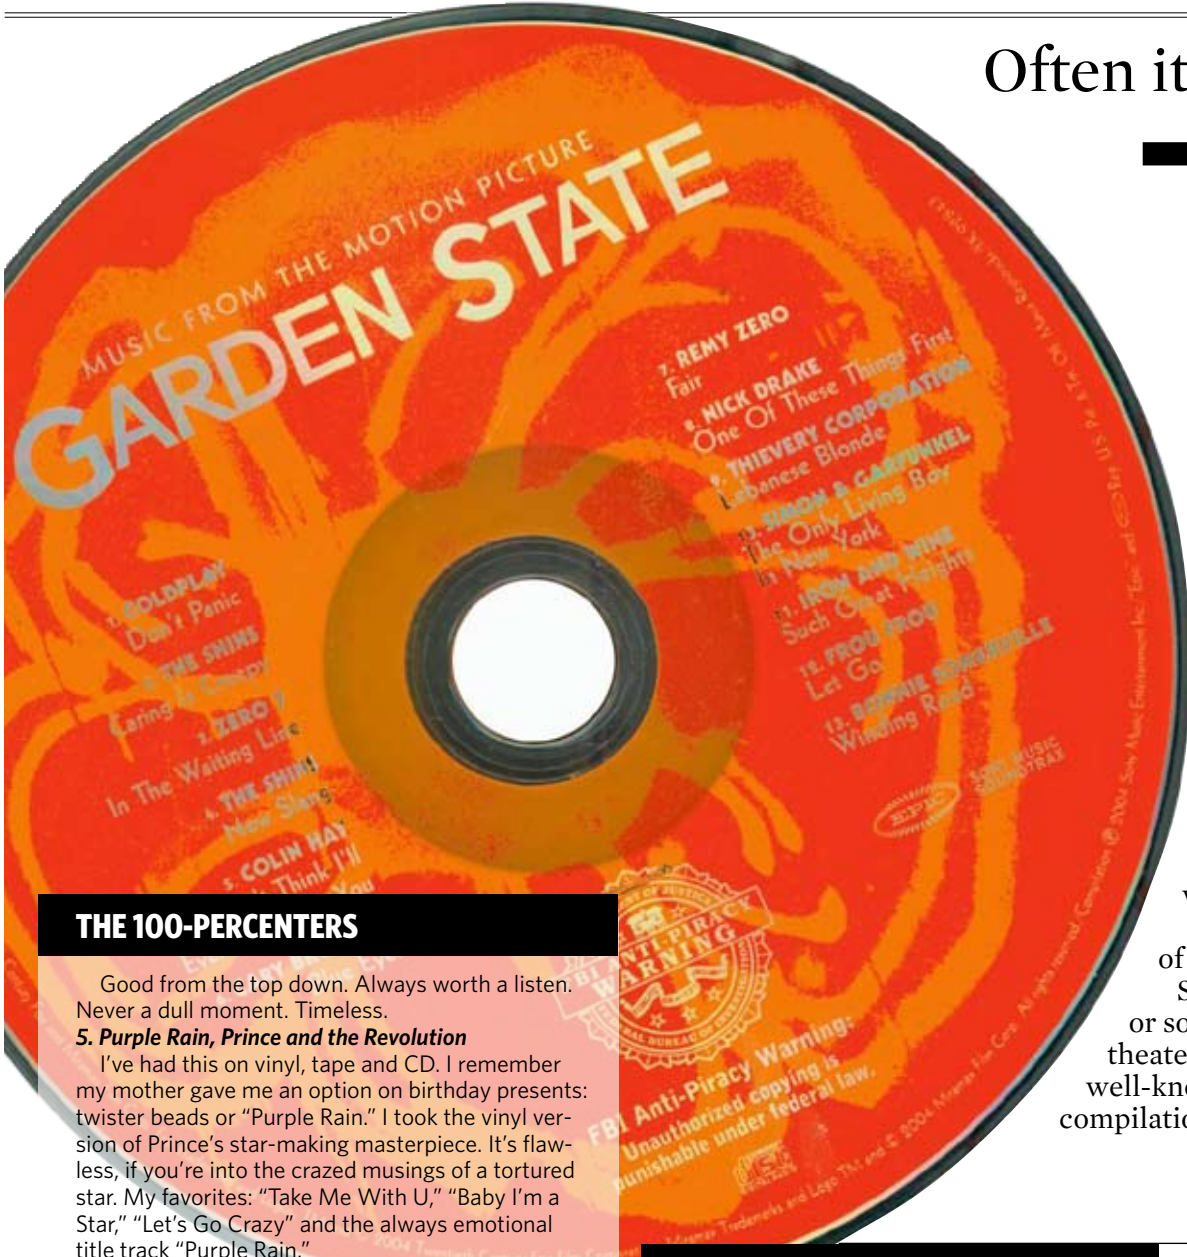 Often it
MUSIC FROM THE MOTION PICTURE
GARDEN STATE
1. COLDPLAY
Don't Panic
THE SHINS
Caring Is Creepy
3. ZERO 7
In The Waiting Line
4. THE SHINS
New Slang
5. COLIN HAY
Think I'll
You
7. REMY ZERO
Fair
8. NICK DRAKE
One Of These Things First
9. THIEVERY CORPORATION
Lebanese Blonde
SIMON & GARFUNKEL
The Only Living Boy
In New York
11. IRON AND WINE
Such Great Heights
12. FROU FROU
Let Go
13. BONNIE SOMERVILLE
Winding Road
EPIC
SONY MUSIC
SOUNDTRAX
FBI ANTI-PIRACY
WARNING
FBI Anti-Piracy Warning:
Unauthorized copying is
punishable under federal law.
THE 100-PERCENTERS
Good from the top down. Always worth a listen.
Never a dull moment. Timeless.
5. Purple Rain, Prince and the Revolution
I've had this on vinyl, tape and CD. I remember
my mother gave me an option on birthday presents:
twister beads or “Purple Rain.” I took the vinyl ver-
sion of Prince's star-making masterpiece. It's flaw-
less, if you're into the crazed musings of a tortured
star. My favorites: “Take Me With U,” “Baby I'm a
Star,” “Let's Go Crazy” and the always emotional
title track “Purple Rain.”
of
S
or so
theate
well-kn
compilatio